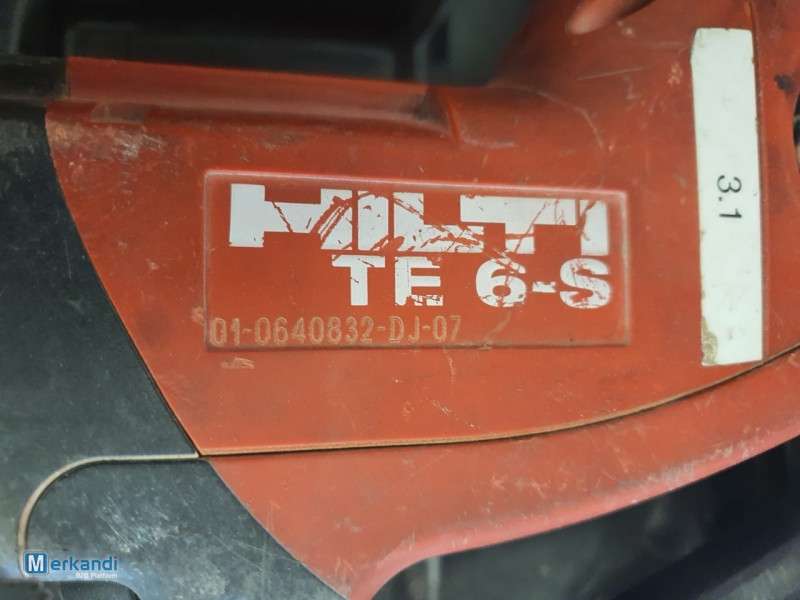 HILTI
TE 6-S
01-0640832-DJ-07
3.1
Merkandi
B2B Platform